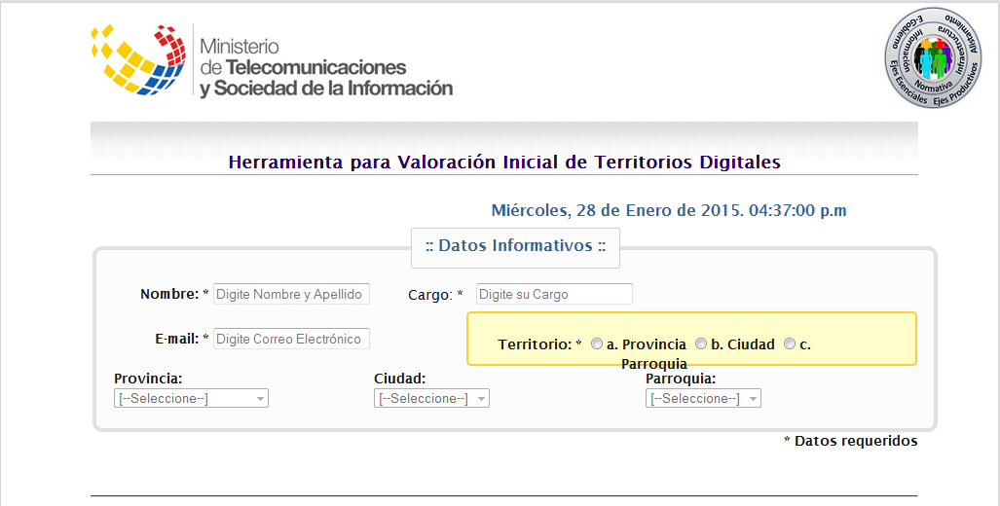 Ministerio
de Telecomunicaciones
y Sociedad de la Información
E-Gobierno
Alistamiento
Información
Infraestructura
Normativa
Ejes Esenciales
Ejes Productivos
Herramienta para Valoración Inicial de Territorios Digitales
Miércoles, 28 de Enero de 2015. 04:37:00 p.m
:: Datos Informativos ::
Nombre: * Digite Nombre y Apellido Cargo: * Digite su Cargo
E-mail: * Digite Correo Electrónico Territorio: * a. Provincia b. Ciudad c.
Parroquia
Provincia: Ciudad: Parroquia:
[--Seleccione--] [--Seleccione--] [--Seleccione--]
* Datos requeridos